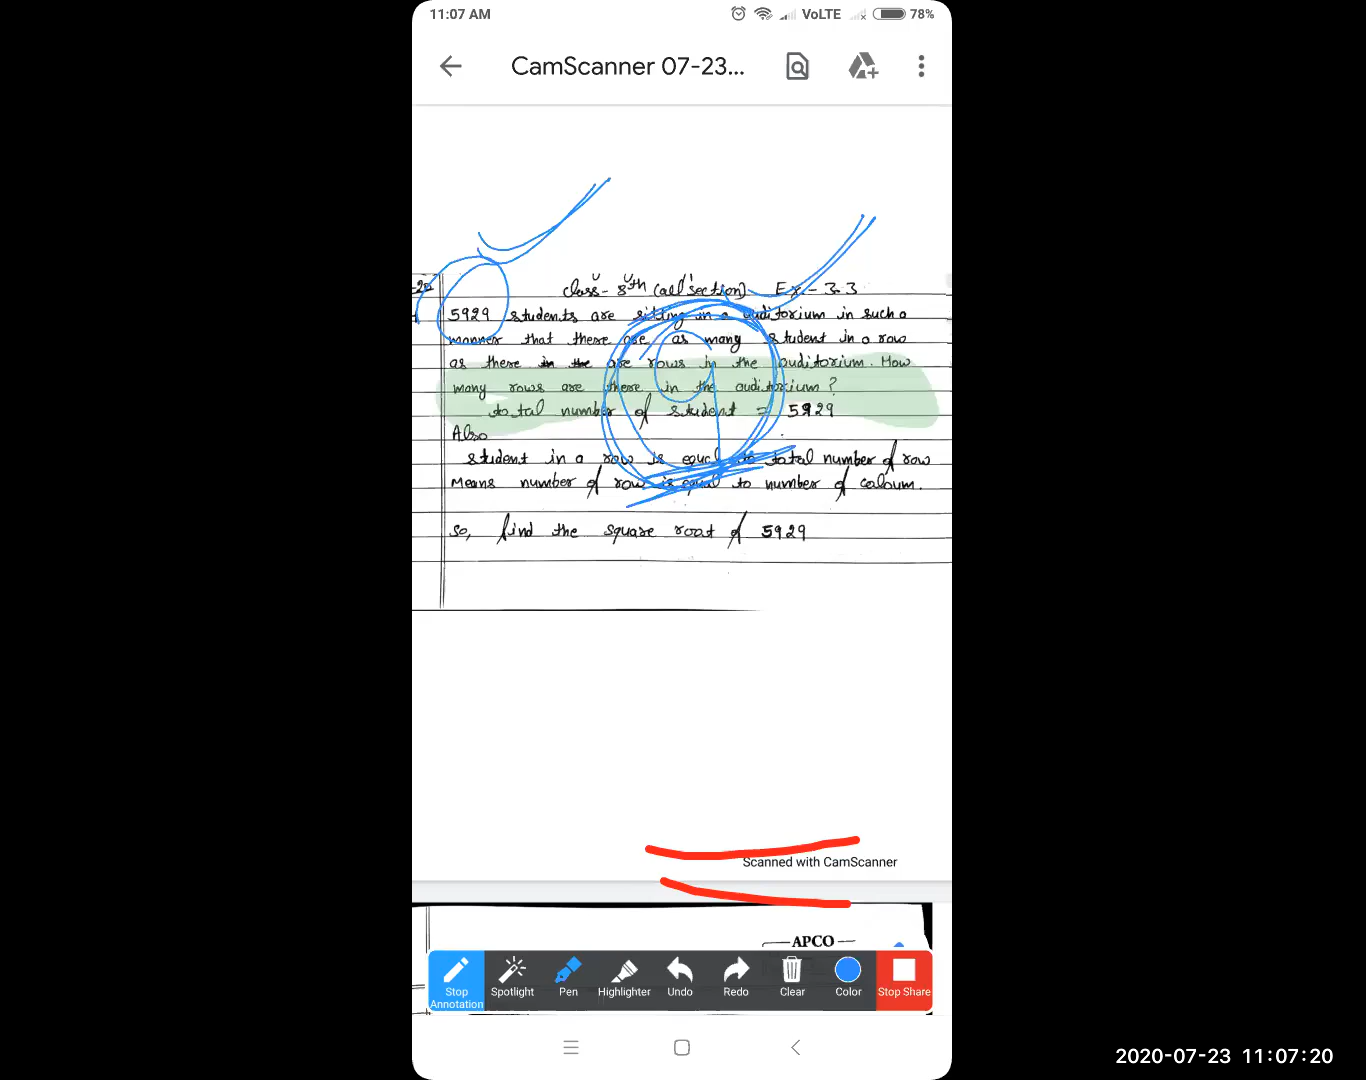 11:07 AM VoLTE 78%
CamScanner 07-23...
class - 8th (all section) Ex - 3.3
5929 students are sitting in a auditorium in such a
manner that there are as many student in a row
as there in the are rows in the auditorium. How
many rows are there in the auditorium?
total number of student = 5929
Also
student in a row is equal to total number of row
Means number of row is equal to number of coloum.
So, find the square root of 5929
9
Scanned with CamScanner
APCO
Stop Annotation
Spotlight
Pen
Highlighter
Undo
Redo
Clear
Color
Stop Share
2020-07-23 11:07:20